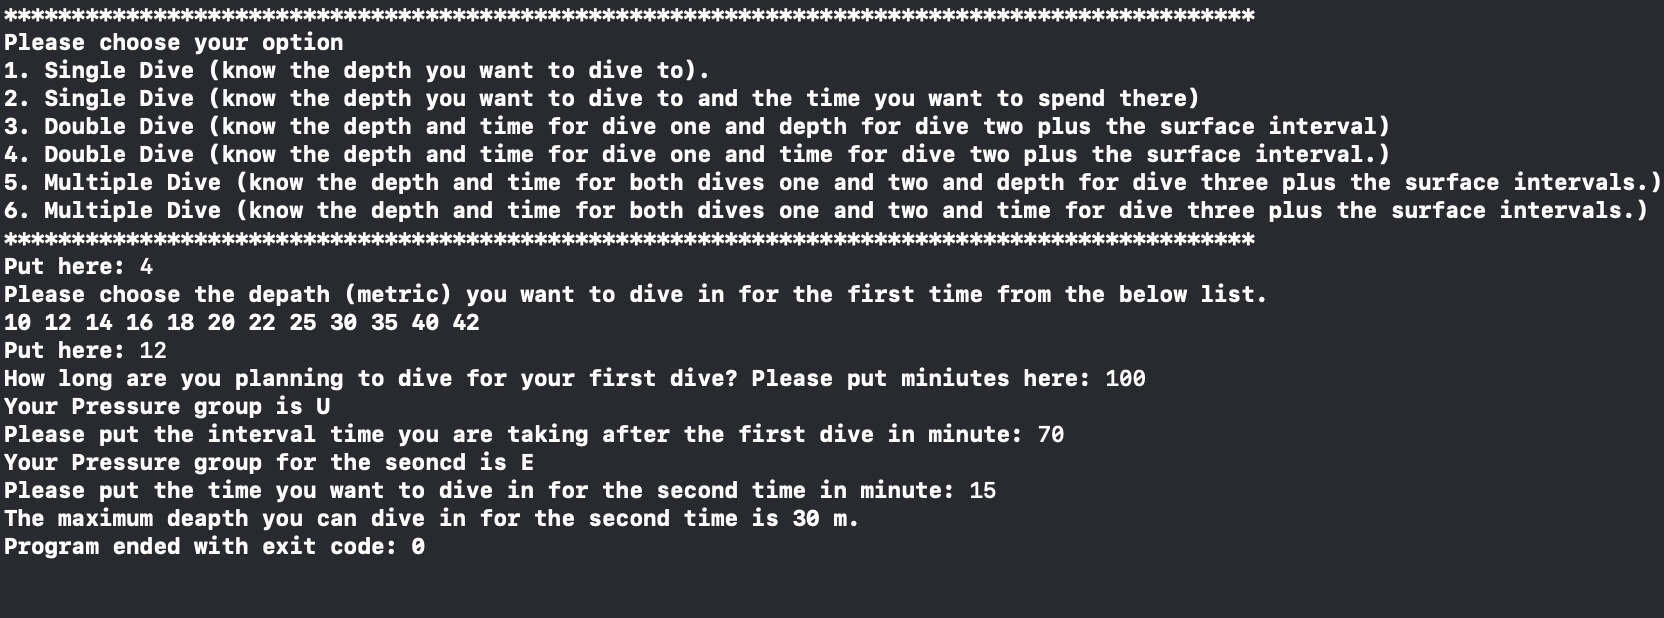 ********************************************************************************************
Please choose your option
1. Single Dive (know the depth you want to dive to).
2. Single Dive (know the depth you want to dive to and the time you want to spend there)
3. Double Dive (know the depth and time for dive one and depth for dive two plus the surface interval)
4. Double Dive (know the depth and time for dive one and time for dive two plus the surface interval.)
5. Multiple Dive (know the depth and time for both dives one and two and depth for dive three plus the surface intervals.)
6. Multiple Dive (know the depth and time for both dives one and two and time for dive three plus the surface intervals.)
********************************************************************************************
Put here: 4
Please choose the depath (metric) you want to dive in for the first time from the below list.
10 12 14 16 18 20 22 25 30 35 40 42
Put here: 12
How long are you planning to dive for your first dive? Please put miniutes here: 100
Your Pressure group is U
Please put the interval time you are taking after the first dive in minute: 70
Your Pressure group for the seoncd is E
Please put the time you want to dive in for the second time in minute: 15
The maximum deapth you can dive in for the second time is 30 m.
Program ended with exit code: 0